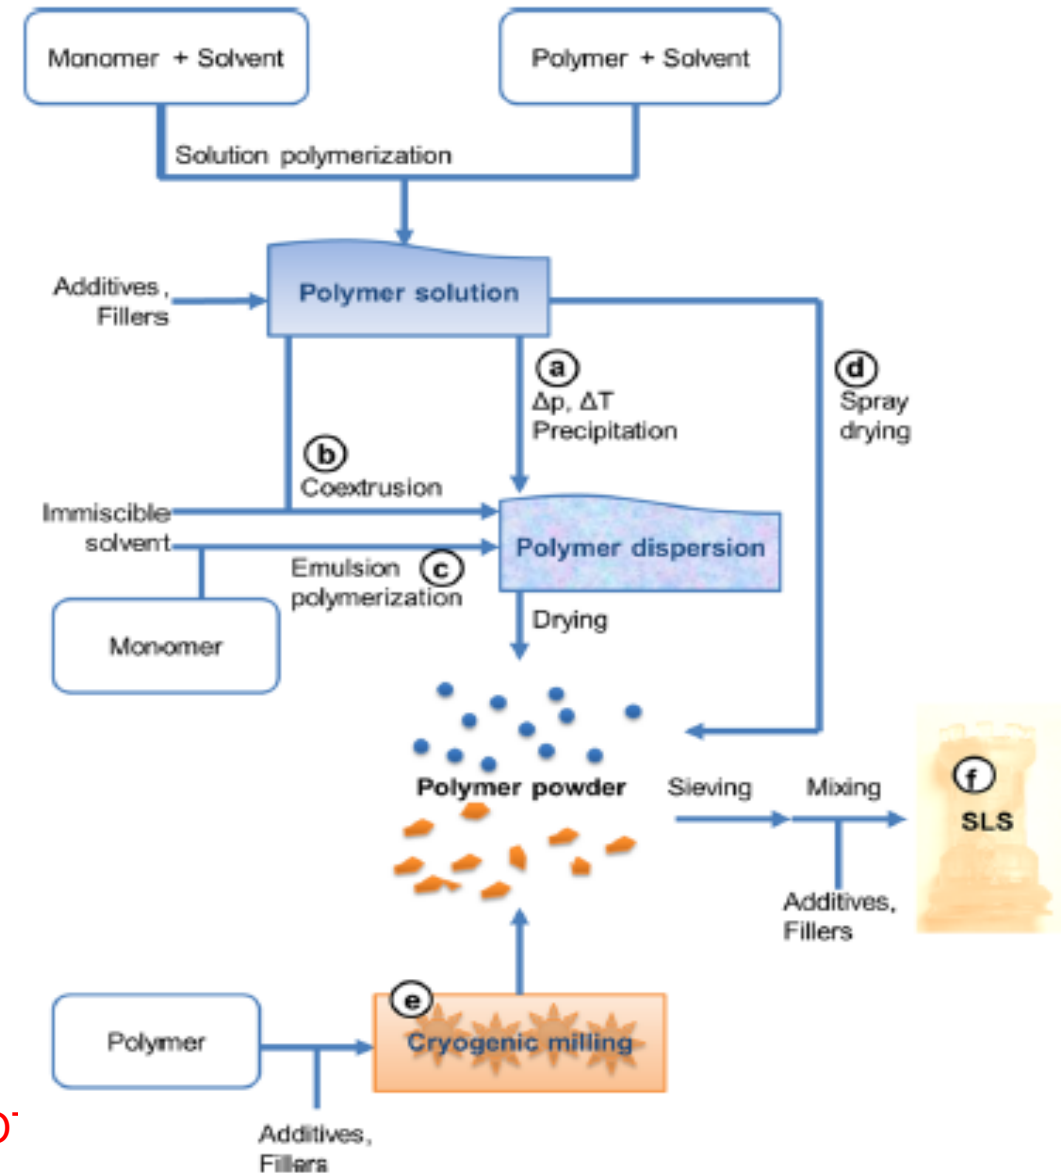 Monomer + Solvent
Polymer + Solvent
Solution polymerization
Additives,
Fillers
Polymer solution
a
Δp, ΔT
Precipitation
d
Spray
drying
b
Coextrusion
Immiscible
solvent
Polymer dispersion
Emulsion
polymerization
c
Drying
Monomer
Polymer powder
Sieving
Mixing
f
SLS
Additives,
Fillers
e
Polymer
Cryogenic milling
Additives,
Fillers